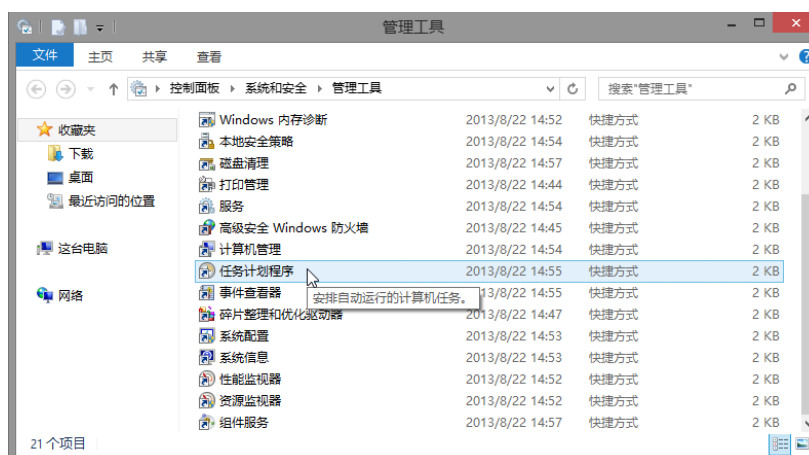 管理工具
文件 主页 共享 查看
控制面板 系统和安全 管理工具 搜索"管理工具"
收藏夹
下载
桌面
最近访问的位置
这台电脑
网络
Windows 内存诊断 2013/8/22 14:52 快捷方式 2 KB
本地安全策略 2013/8/22 14:54 快捷方式 2 KB
磁盘清理 2013/8/22 14:57 快捷方式 2 KB
打印管理 2013/8/22 14:44 快捷方式 2 KB
服务 2013/8/22 14:54 快捷方式 2 KB
高级安全 Windows 防火墙 2013/8/22 14:45 快捷方式 2 KB
计算机管理 2013/8/22 14:54 快捷方式 2 KB
任务计划程序 2013/8/22 14:55 快捷方式 2 KB
事件查看器 13/8/22 14:55 快捷方式 2 KB
安排自动运行的计算机任务。
碎片整理和优化驱动器 2013/8/22 14:47 快捷方式 2 KB
系统配置 2013/8/22 14:53 快捷方式 2 KB
系统信息 2013/8/22 14:53 快捷方式 2 KB
性能监视器 2013/8/22 14:52 快捷方式 2 KB
资源监视器 2013/8/22 14:52 快捷方式 2 KB
组件服务 2013/8/22 14:57 快捷方式 2 KB
21 个项目